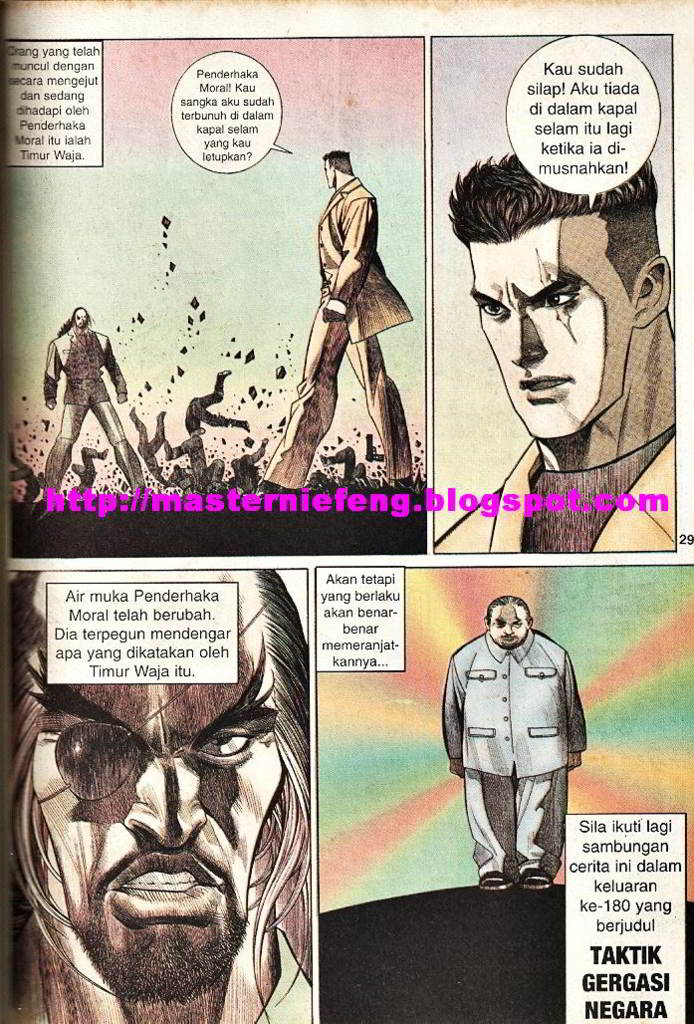 Orang yang telah
muncul dengan
secara mengejut
dan sedang
dihadapi oleh
Penderhaka
Moral itu ialah
Timur Waja.
Penderhaka
Moral! Kau
sangka aku sudah
terbunuh di dalam
kapal selam
yang kau
letupkan?
Kau sudah
silap! Aku tiada
di dalam kapal
selam itu lagi
ketika ia di-
musnahkan!
http://masterniefeng.blogspot.com
29
Air muka Penderhaka
Moral telah berubah.
Dia terpegun mendengar
apa yang dikatakan oleh
Timur Waja itu.
Akan tetapi
yang berlaku
akan benar-
benar
memeranjat-
kannya...
Sila ikuti lagi
sambungan
cerita ini dalam
keluaran
ke-180 yang
berjudul
TAKTIK
GERGASI
NEGARA